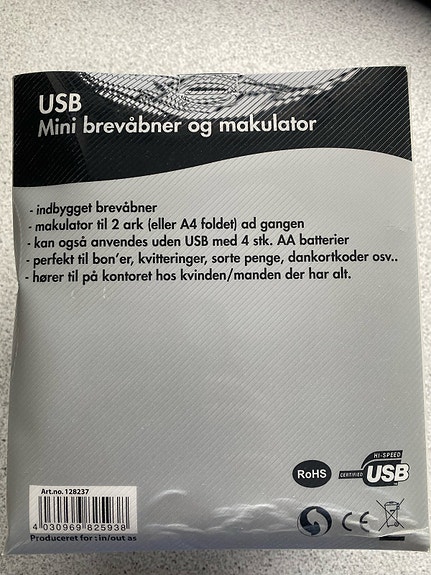 USB
Mini brevåbner og makulator
- indbygget brevåbner
- makulator til 2 ark (eller A4 foldet) ad gangen
- kan også anvendes uden USB med 4 stk. AA batterier
- perfekt til bon'er, kvitteringer, sorte penge, dankortkoder osv..
- hører til på kontoret hos kvinden/manden der har alt.
RoHS
HI-SPEED
CERTIFIED
USB
Art.no. 128237
4 030969 825938
CE
Produceret for : in/out as